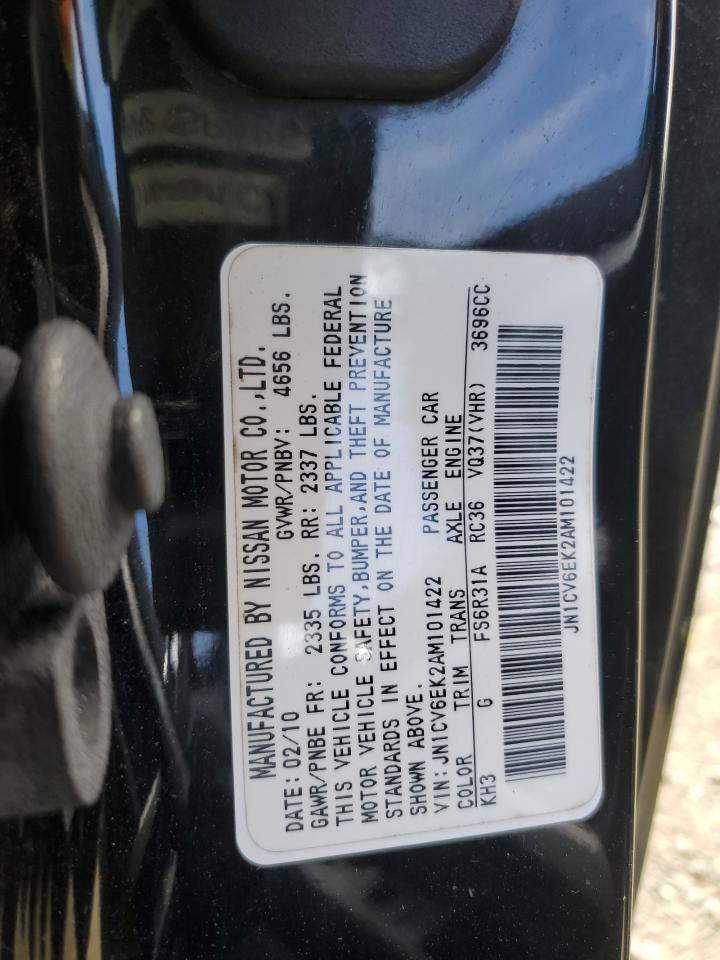 MANUFACTURED BY NISSAN MOTOR CO.,LTD.
DATE: 02/10 GVWR/PNBV: 4656 LBS.
GAWR/PNBE FR: 2335 LBS. RR: 2337 LBS.
THIS VEHICLE CONFORMS TO ALL APPLICABLE FEDERAL
MOTOR VEHICLE SAFETY,BUMPER,AND THEFT PREVENTION
STANDARDS IN EFFECT ON THE DATE OF MANUFACTURE
SHOWN ABOVE.
VIN: JN1CV6EK2AM101422 PASSENGER CAR
COLOR TRIM TRANS AXLE ENGINE
KH3 G FS6R31A RC36 VQ37(VHR) 3696CC
JN1CV6EK2AM101422